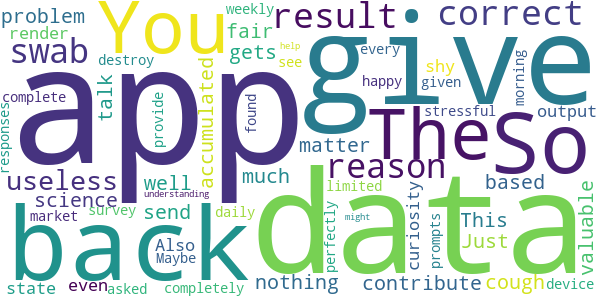 problem You weekly result correct
render fair
swab talk gets see help every happy shy given morning output
destroy
responses complete app provide accumulated found give stressful
matter The So
useless well much reason based
science understanding limited
market survey send data curiosity prompts This Just valuable
even back daily nothing perfectly contribute cough
Also Maybe might device
state asked completely